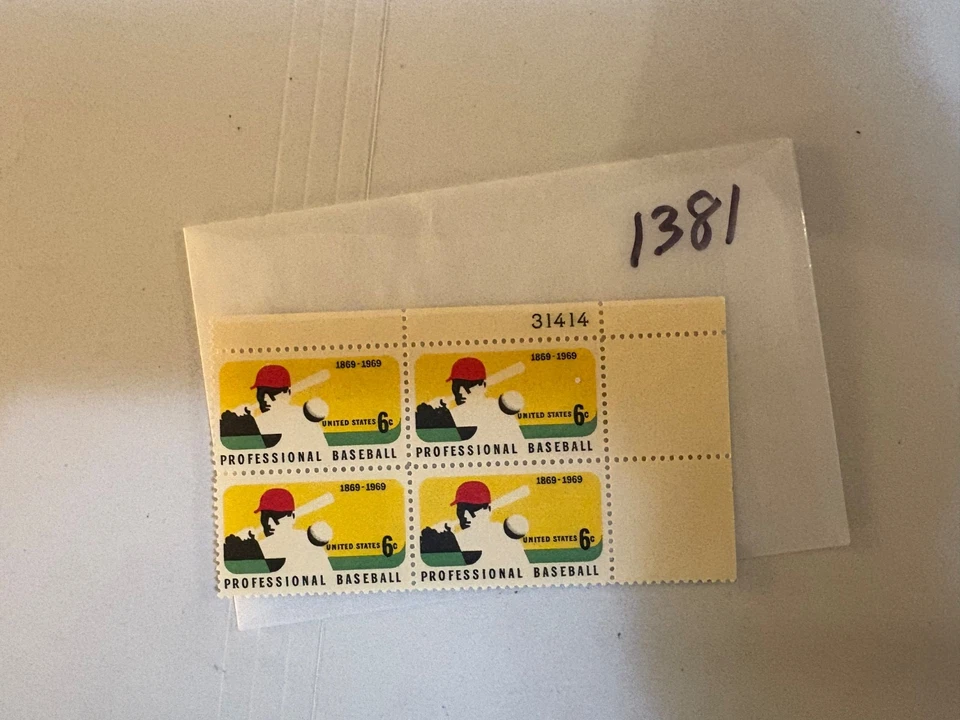 1381
31414
1869-1969
UNITED STATES 6c
PROFESSIONAL BASEBALL
1869-1969
UNITED STATES 6c
PROFESSIONAL BASEBALL
1869-1969
UNITED STATES 6c
PROFESSIONAL BASEBALL
1869-1969
UNITED STATES 6c
PROFESSIONAL BASEBALL